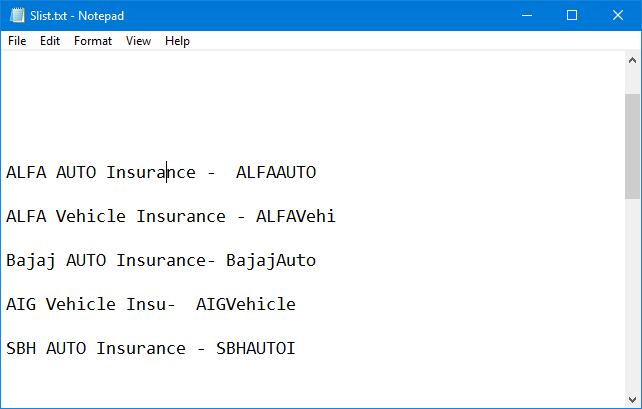 Slist.txt - Notepad
File Edit Format View Help
ALFA AUTO Insurance -  ALFAAUTO
ALFA Vehicle Insurance - ALFAVehi
Bajaj AUTO Insurance- BajajAuto
AIG Vehicle Insu-  AIGVehicle
SBH AUTO Insurance - SBHAUTOI